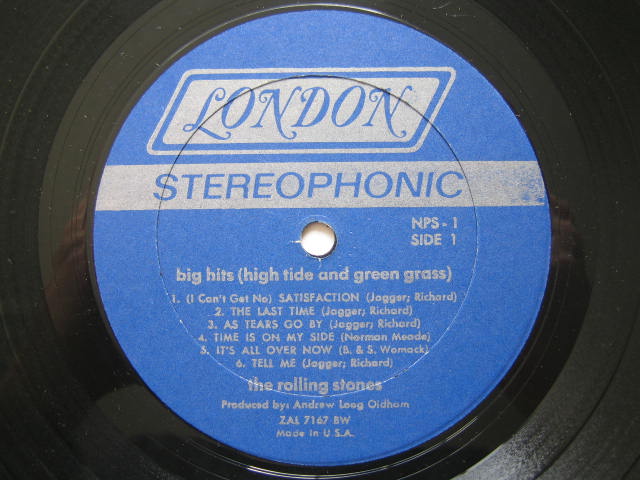 LONDON
STEREOPHONIC
NPS - 1
SIDE 1
big hits (high tide and green grass)
1. (I Can't Get No) SATISFACTION (Jagger; Richard)
2. THE LAST TIME (Jagger; Richard)
3. AS TEARS GO BY (Jagger; Richard)
4. TIME IS ON MY SIDE (Norman Meade)
5. IT'S ALL OVER NOW (B. & S. Womack)
6. TELL ME (Jagger; Richard)
the rolling stones
Produced by: Andrew Loog Oldham
ZAL 7167 BW
Made in U.S.A.